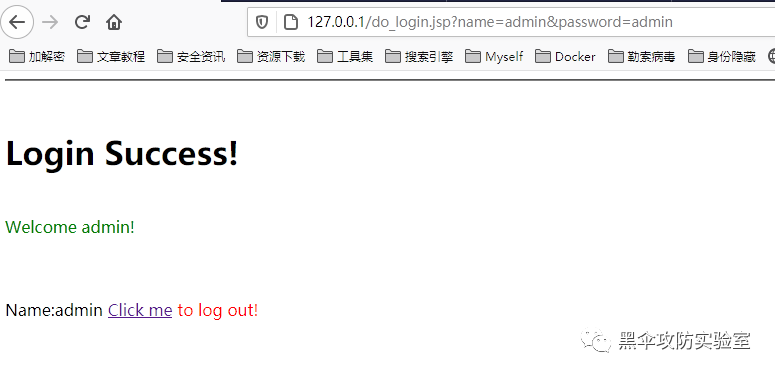 127.0.0.1/do_login.jsp?name=admin&password=admin
加解密 文章教程 安全资讯 资源下载 工具集 搜索引擎 Myself Docker 勒索病毒 身份隐藏
Login Success!
Welcome admin!
Name:admin Click me to log out!
黑伞攻防实验室